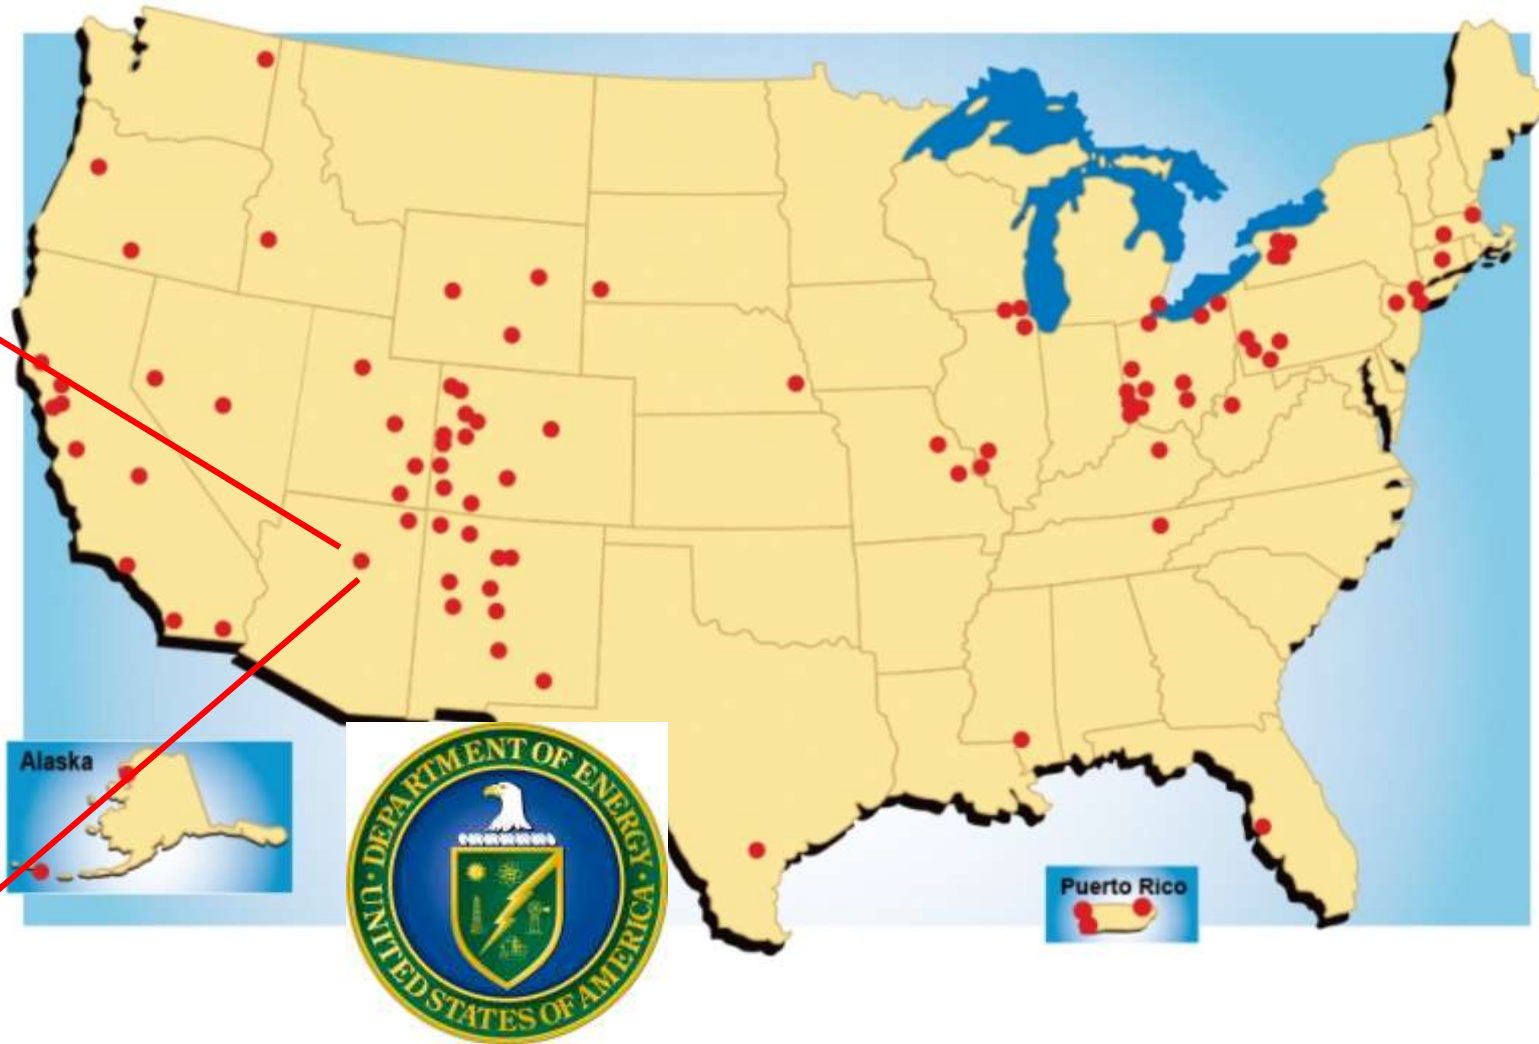 Alaska
DEPARTMENT OF ENERGY
UNITED STATES OF AMERICA
Puerto Rico